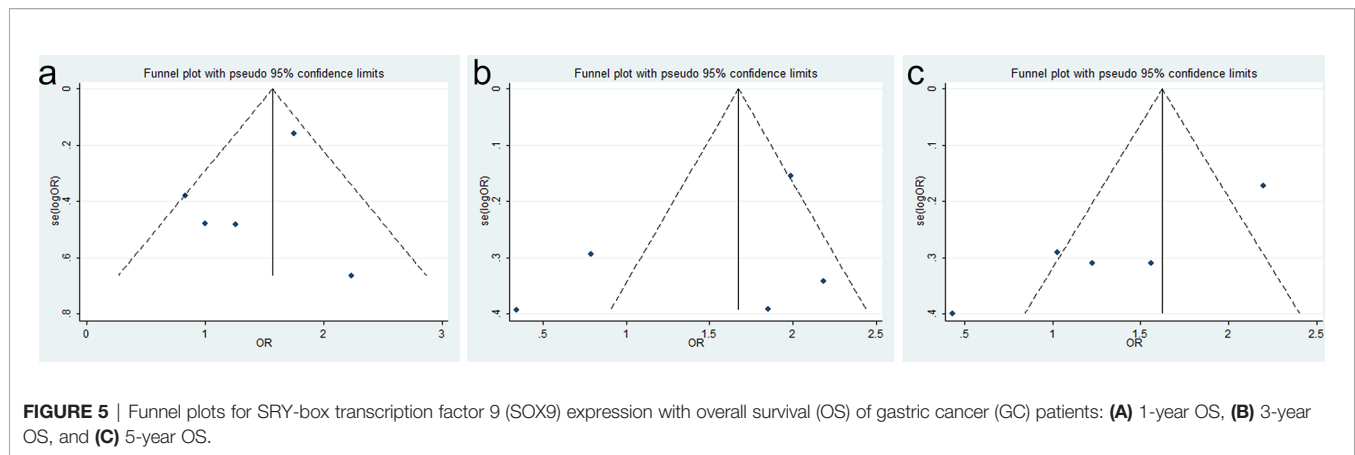 a
Funnel plot with pseudo 95% confidence limits
0
.2
.4
.6
.8
se(logOR)
0
1
2
3
OR
b
Funnel plot with pseudo 95% confidence limits
0
.1
.2
.3
.4
se(logOR)
.5
1
1.5
2
2.5
OR
c
Funnel plot with pseudo 95% confidence limits
0
.1
.2
.3
.4
se(logOR)
.5
1
1.5
2
2.5
OR
FIGURE 5 | Funnel plots for SRY-box transcription factor 9 (SOX9) expression with overall survival (OS) of gastric cancer (GC) patients: (A) 1-year OS, (B) 3-year
OS, and (C) 5-year OS.